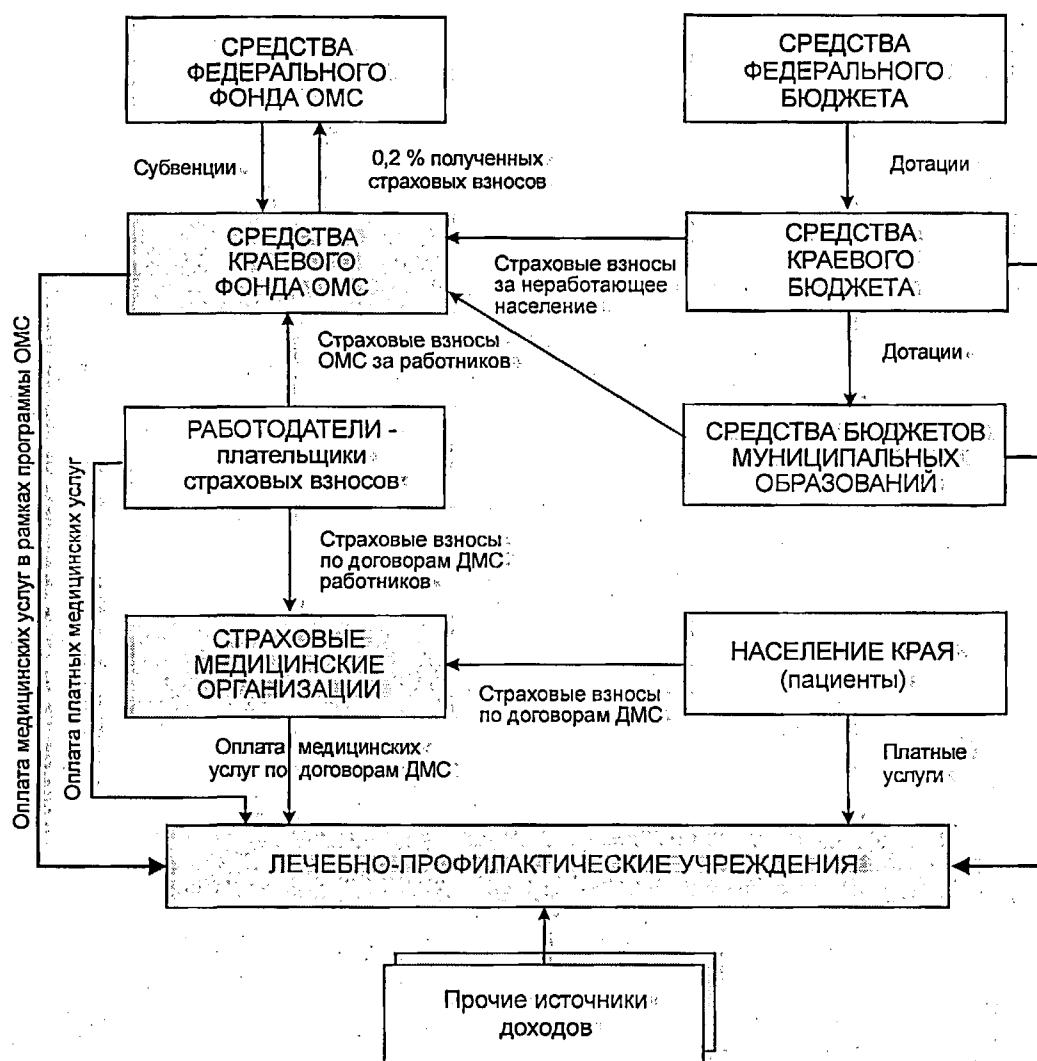 СРЕДСТВА
ФЕДЕРАЛЬНОГО
ФОНДА ОМС
СРЕДСТВА
ФЕДЕРАЛЬНОГО
БЮДЖЕТА
Субвенции
0,2 % полученных
страховых взносов
Дотации
СРЕДСТВА
КРАЕВОГО
ФОНДА ОМС
Страховые взносы
за неработающее
население
СРЕДСТВА
КРАЕВОГО
БЮДЖЕТА
Страховые взносы
ОМС за работников
Дотации
РАБОТОДАТЕЛИ -
плательщики
страховых взносов
СРЕДСТВА БЮДЖЕТОВ
МУНИЦИПАЛЬНЫХ
ОБРАЗОВАНИЙ
Оплата медицинских услуг в рамках программы ОМС
Оплата платных медицинских услуг
Страховые взносы
по договорам ДМС
работников
СТРАХОВЫЕ
МЕДИЦИНСКИЕ
ОРГАНИЗАЦИИ
Страховые взносы
по договорам ДМС
НАСЕЛЕНИЕ КРАЯ
(пациенты)
Оплата медицинских
услуг по договорам ДМС
Платные
услуги
ЛЕЧЕБНО-ПРОФИЛАКТИЧЕСКИЕ УЧРЕЖДЕНИЯ
Прочие источники
доходов